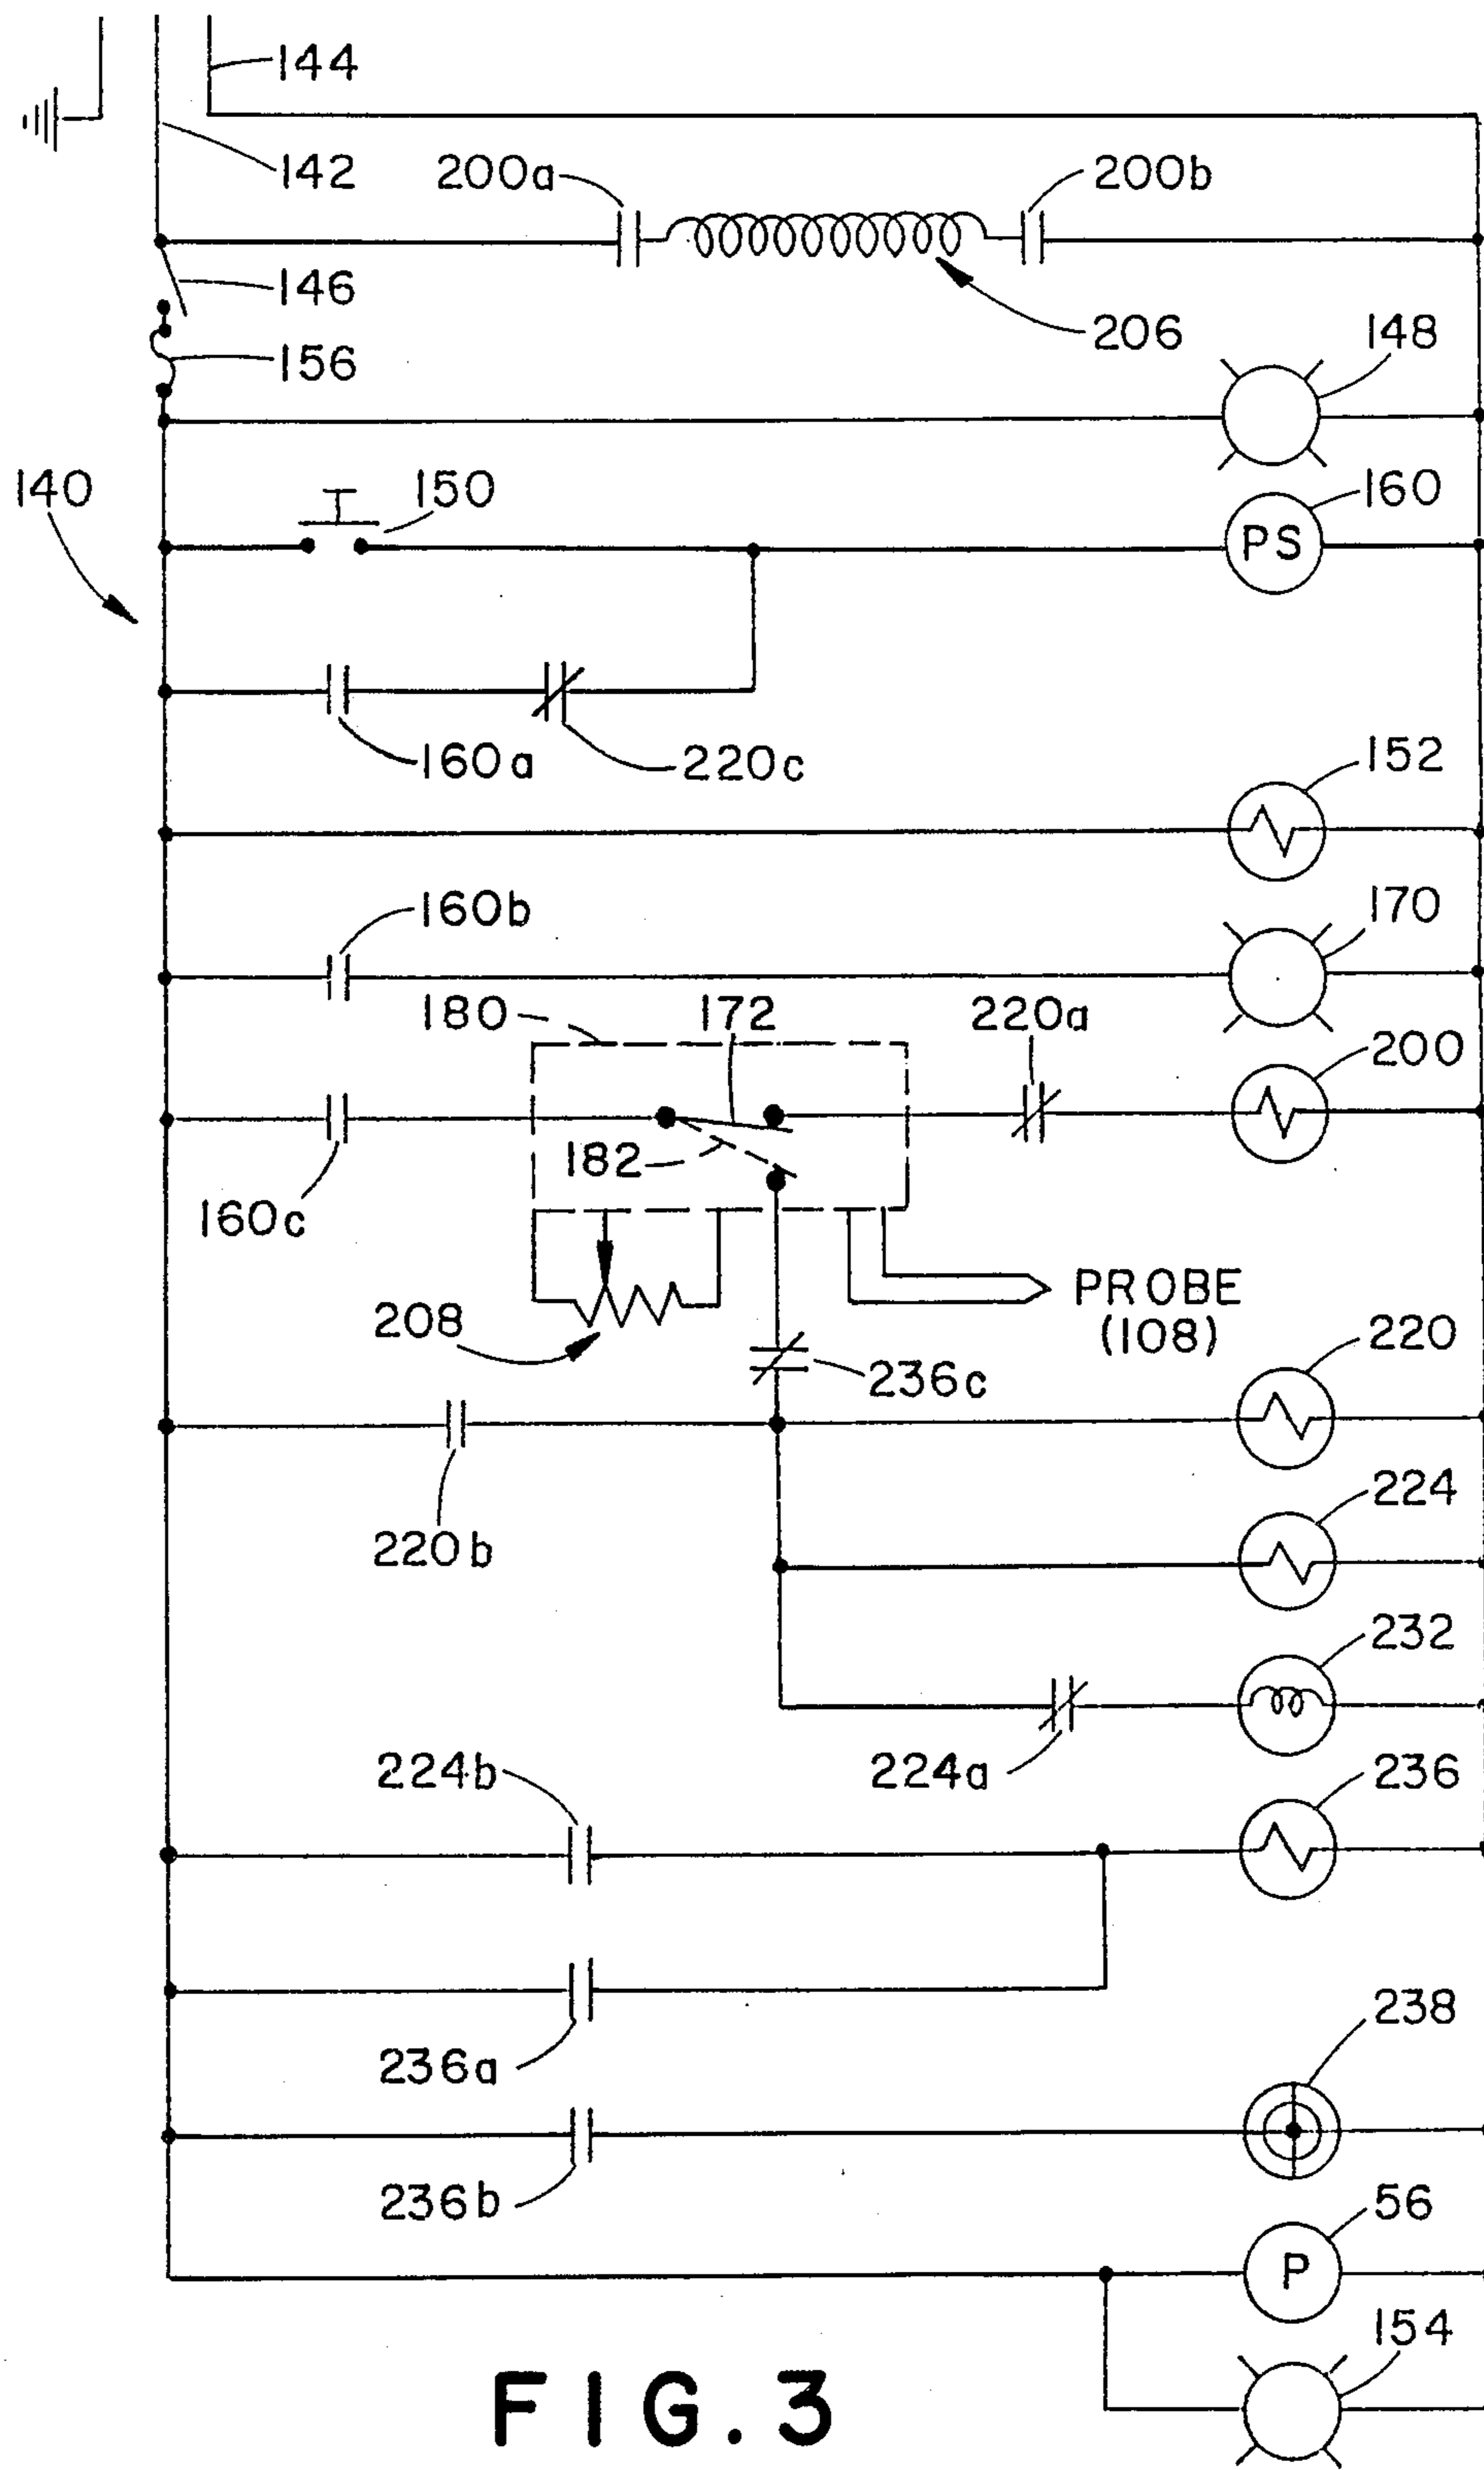 144
142
200a
200b
146
206
156
148
140
150
160
PS
160a
220c
152
160b
170
180
172
220a
200
182
160c
208
PROBE
(108)
236c
220
220b
224
232
224b
224a
236
236a
238
236b
56
P
154
FIG.3